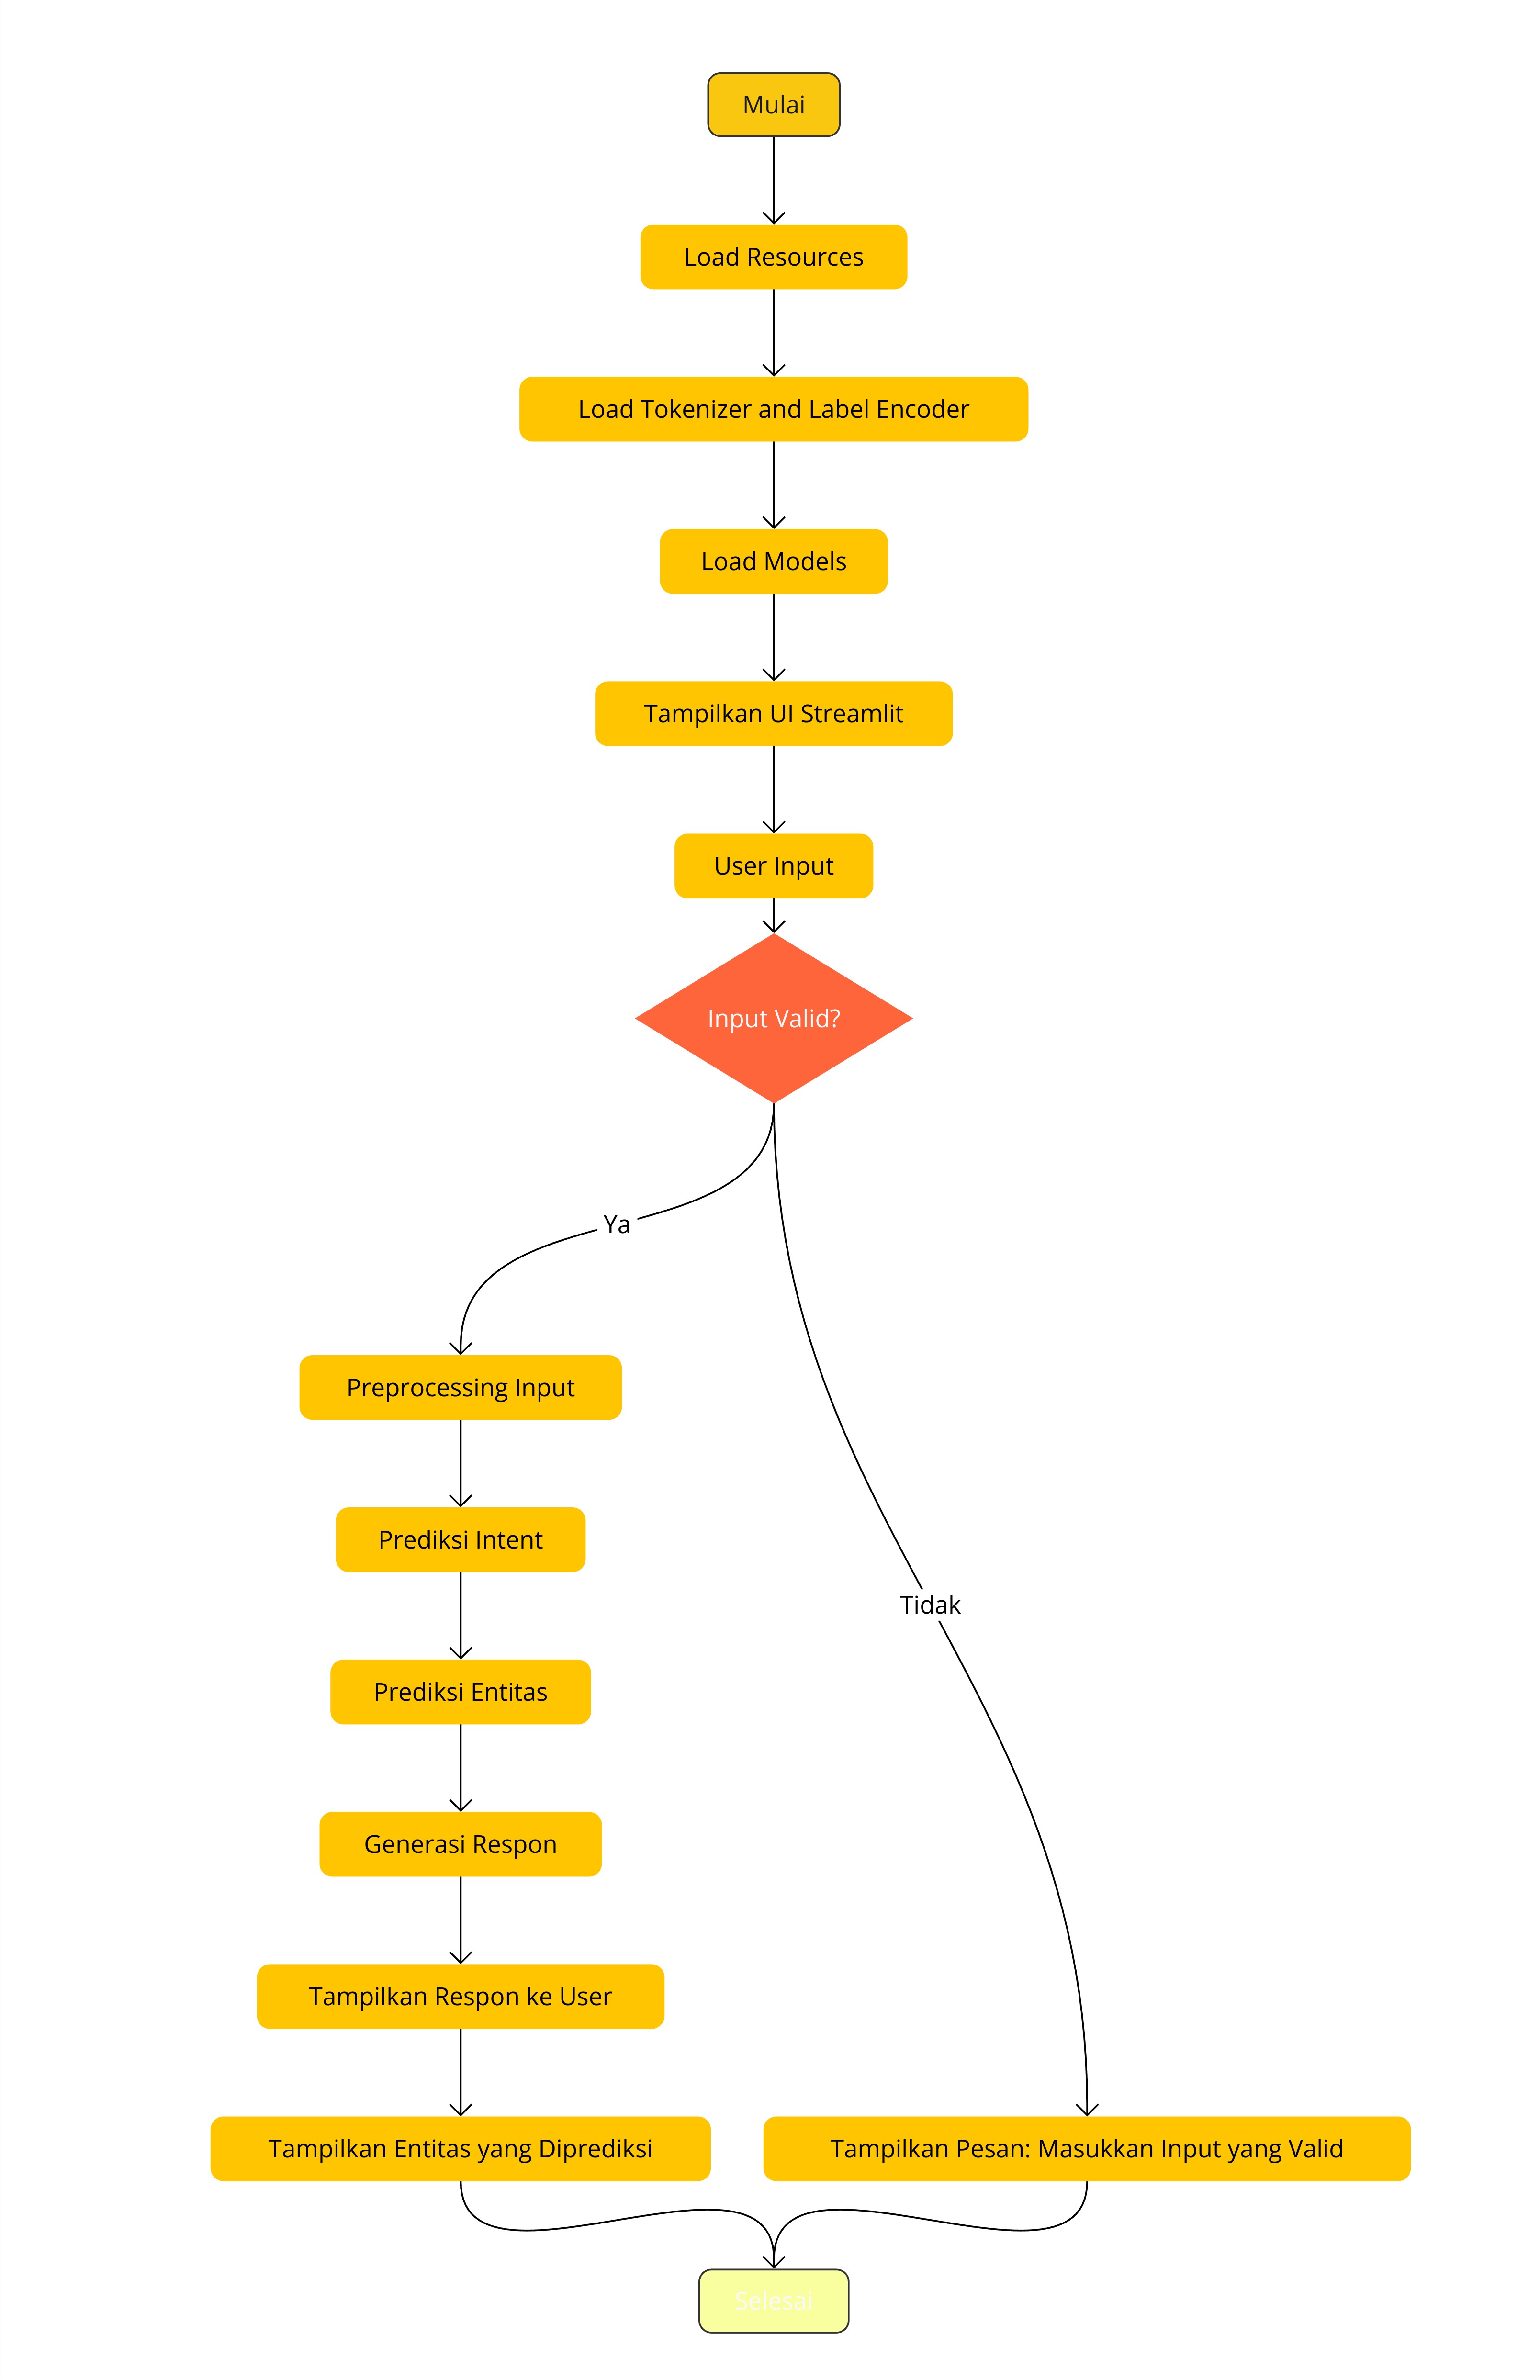 Mulai
Load Resources
Load Tokenizer and Label Encoder
Load Models
Tampilkan UI Streamlit
User Input
Input Valid?
Ya
Preprocessing Input
Prediksi Intent
Tidak
Prediksi Entitas
Generasi Respon
Tampilkan Respon ke User
Tampilkan Entitas yang Diprediksi
Tampilkan Pesan: Masukkan Input yang Valid
Selesai